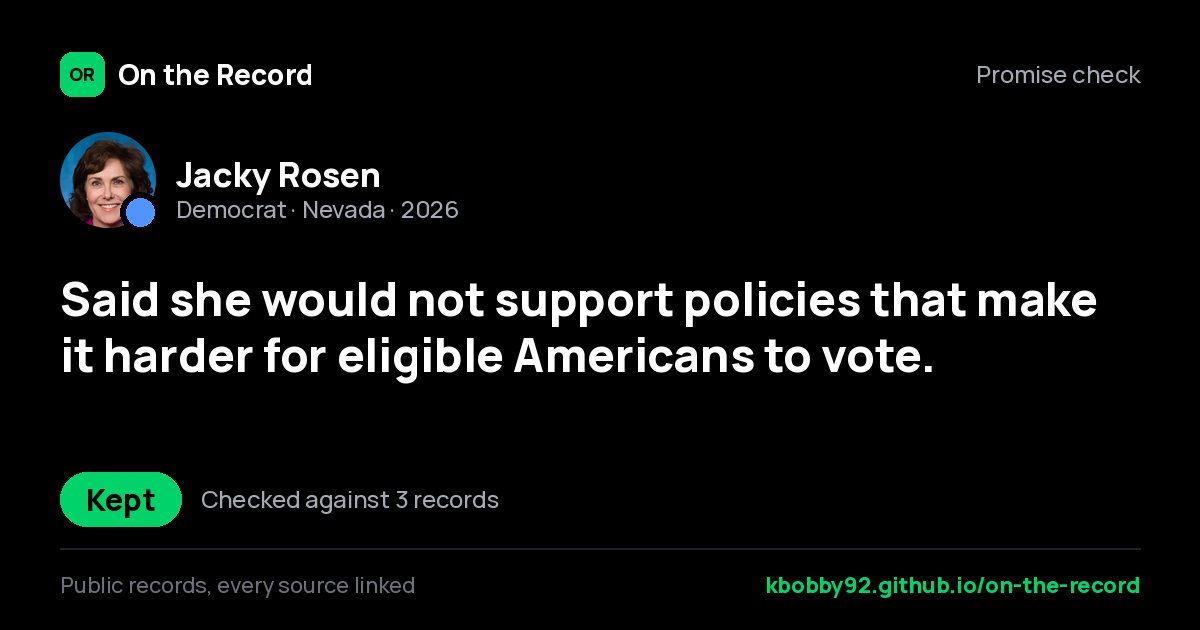 OR On the Record
Promise check
Jacky Rosen
Democrat · Nevada · 2026
Said she would not support policies that make
it harder for eligible Americans to vote.
Kept
Checked against 3 records
Public records, every source linked
kbobby92.github.io/on-the-record